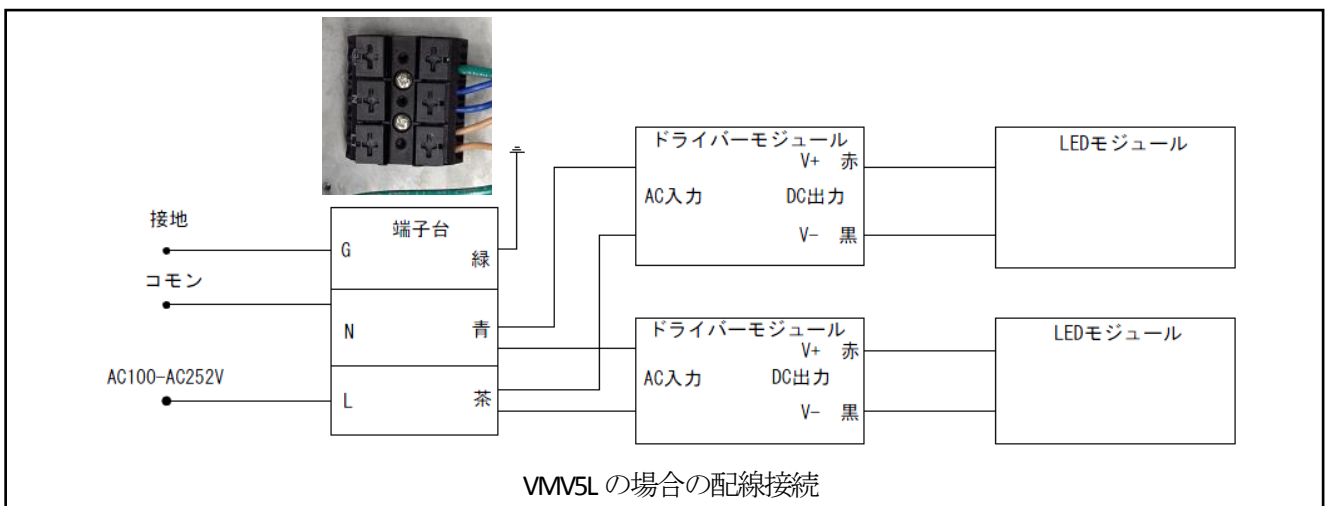 ドライバーモジュール
V+ 赤
AC入力 DC出力
V- 黒
LEDモジュール
接地
端子台
G 緑
コモン
N 青
ドライバーモジュール
V+ 赤
AC入力 DC出力
V- 黒
LEDモジュール
AC100-AC252V
L 茶
VMV5L の場合の配線接続